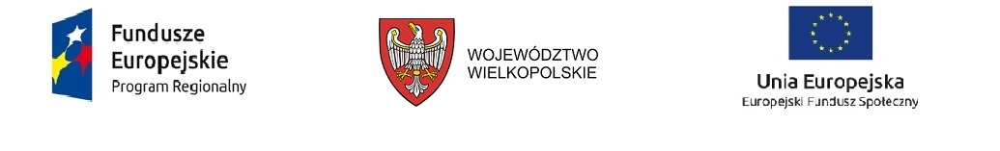 Fundusze
Europejskie
Program Regionalny
WOJEWÓDZTWO
WIELKOPOLSKIE
Unia Europejska
Europejski Fundusz Społeczny